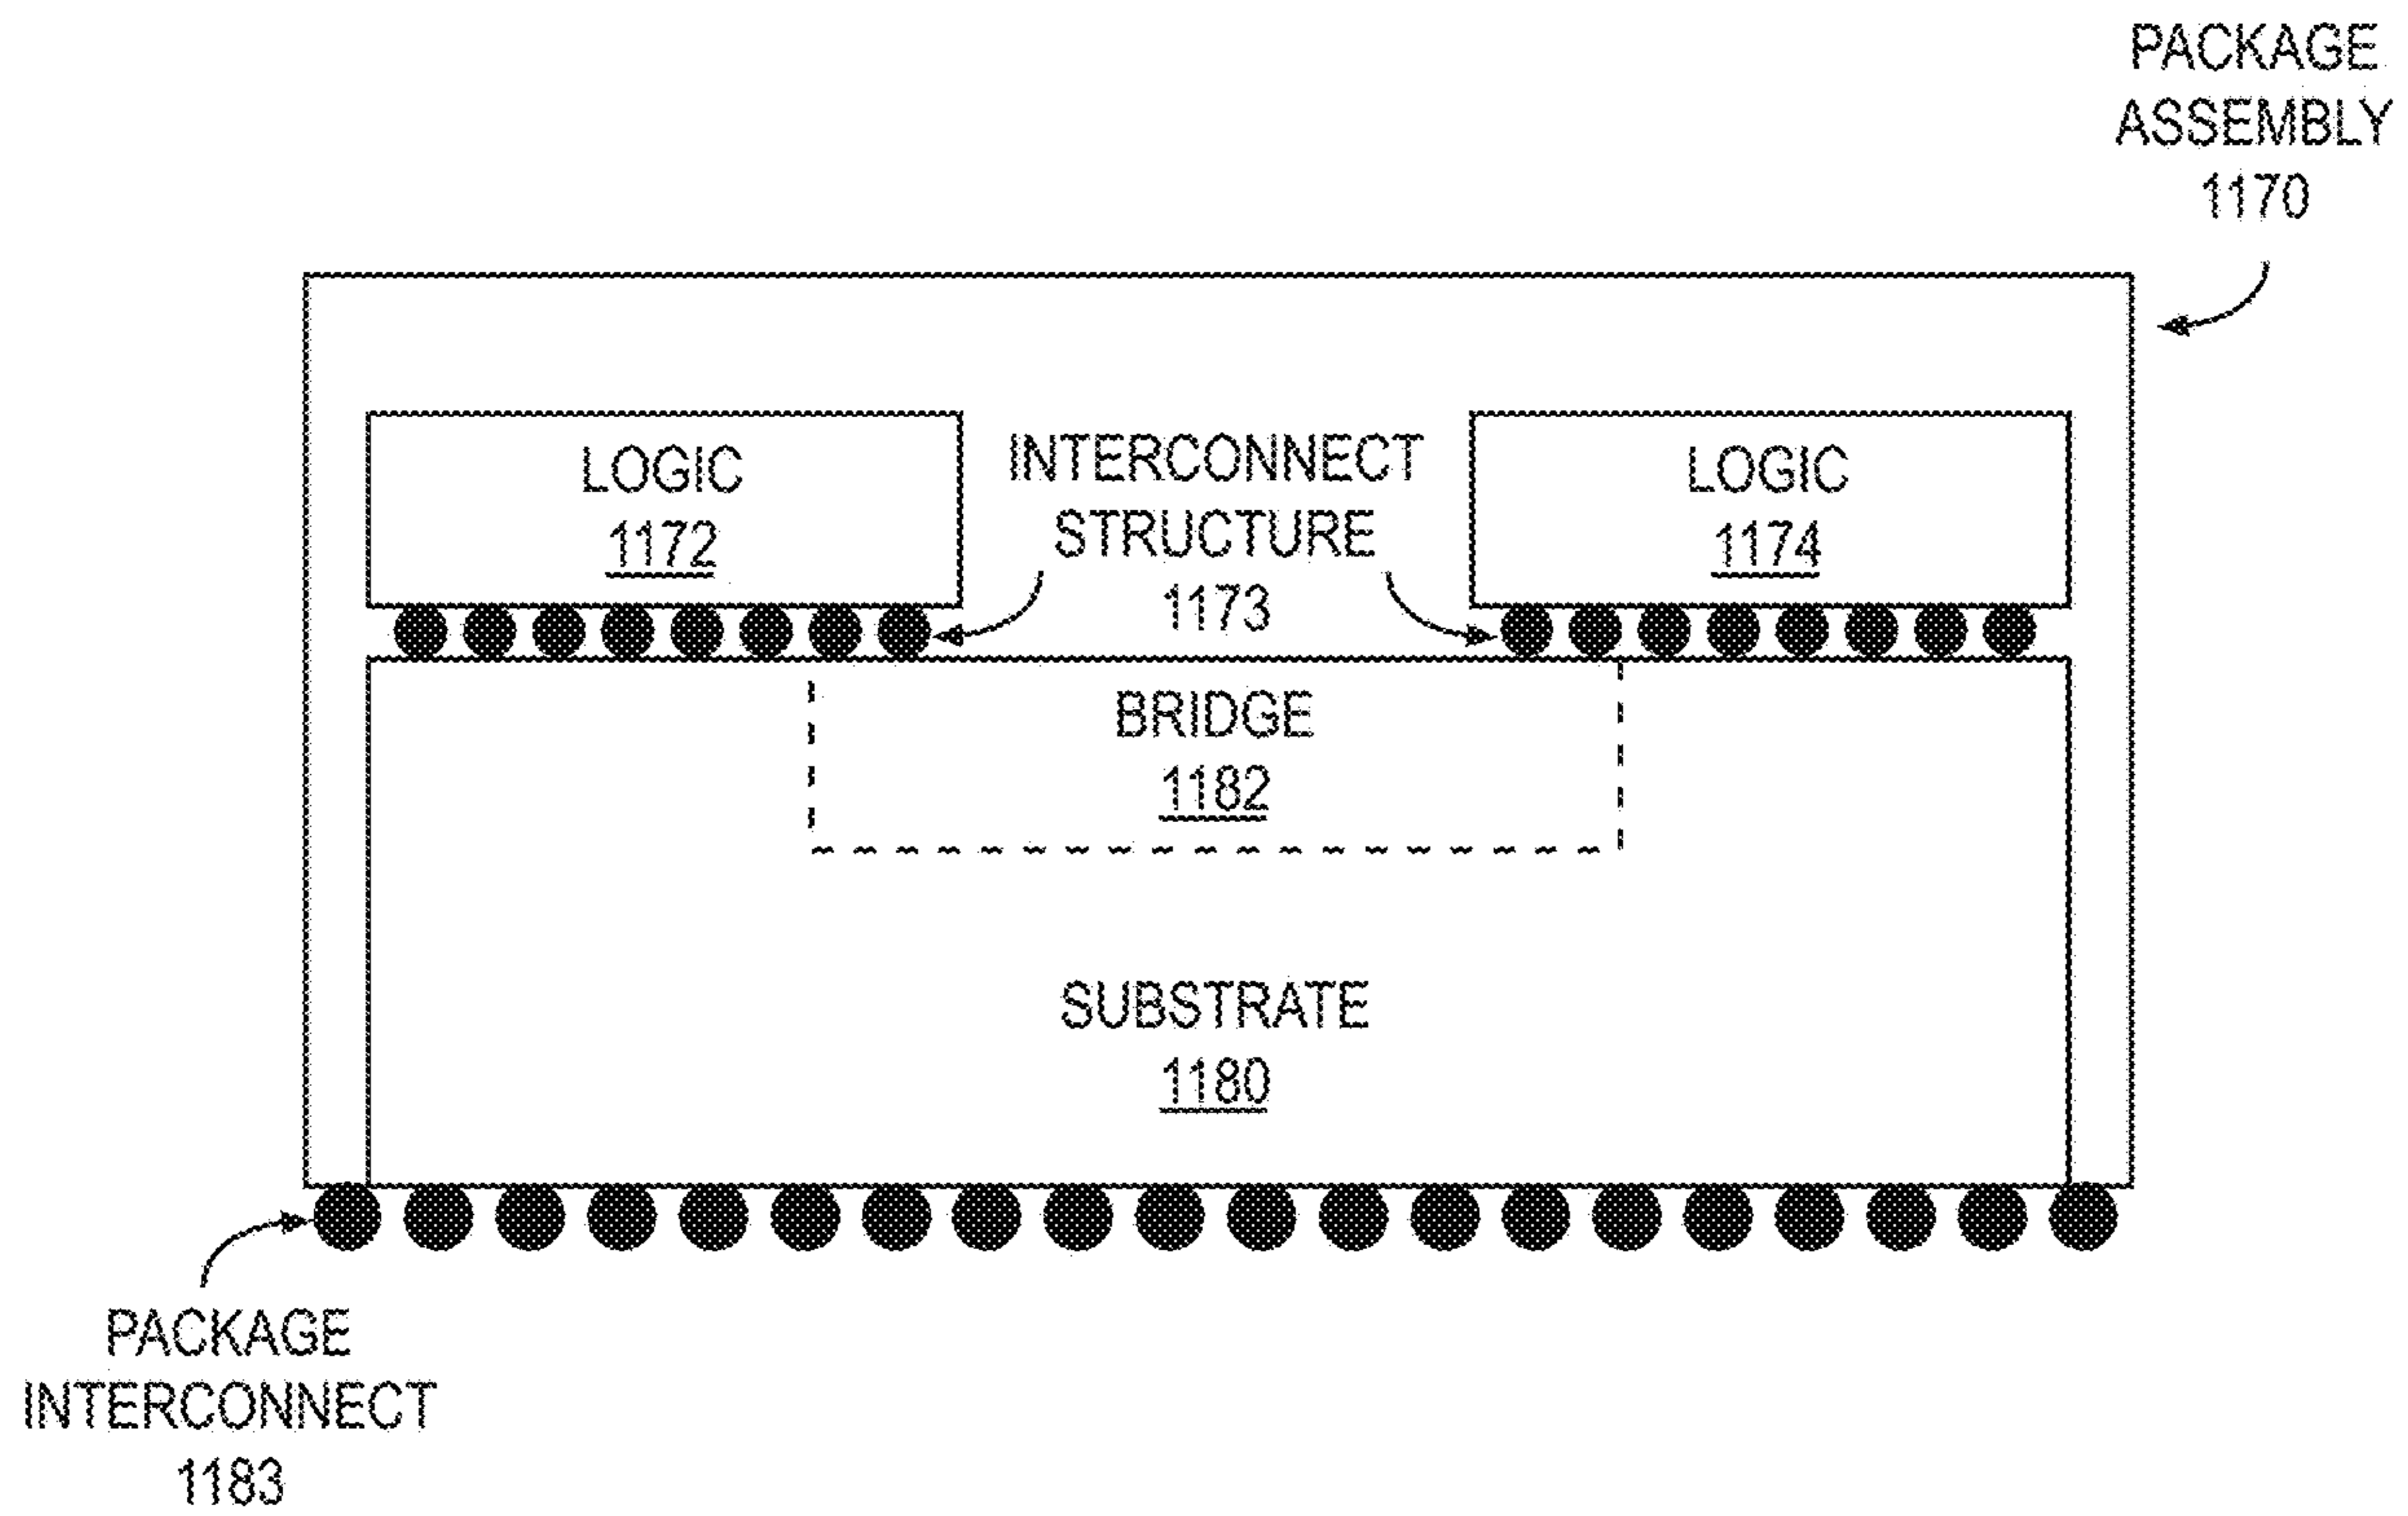 PACKAGE
ASSEMBLY
1170
LOGIC
1172
INTERCONNECT
STRUCTURE
1173
LOGIC
1174
BRIDGE
1182
SUBSTRATE
1180
PACKAGE
INTERCONNECT
1183